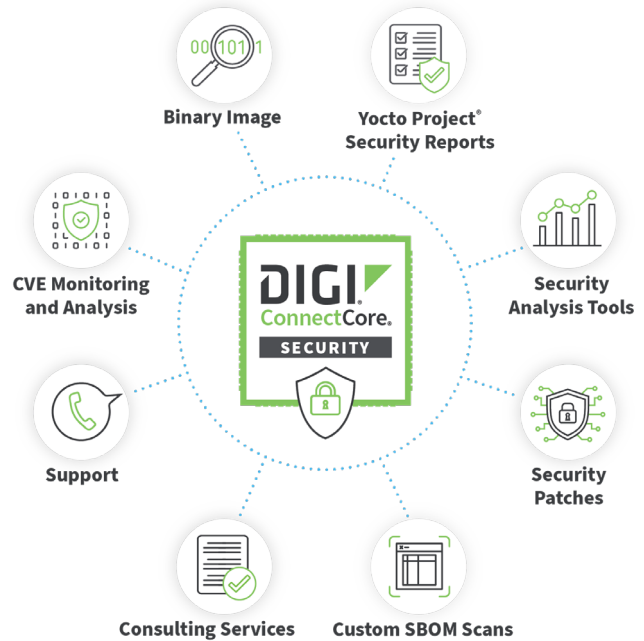 00 101 1
Binary Image
Yocto Project®
Security Reports
CVE Monitoring
and Analysis
DIGI®
ConnectCore®
SECURITY
Security
Analysis Tools
Support
Security
Patches
Consulting Services
Custom SBOM Scans